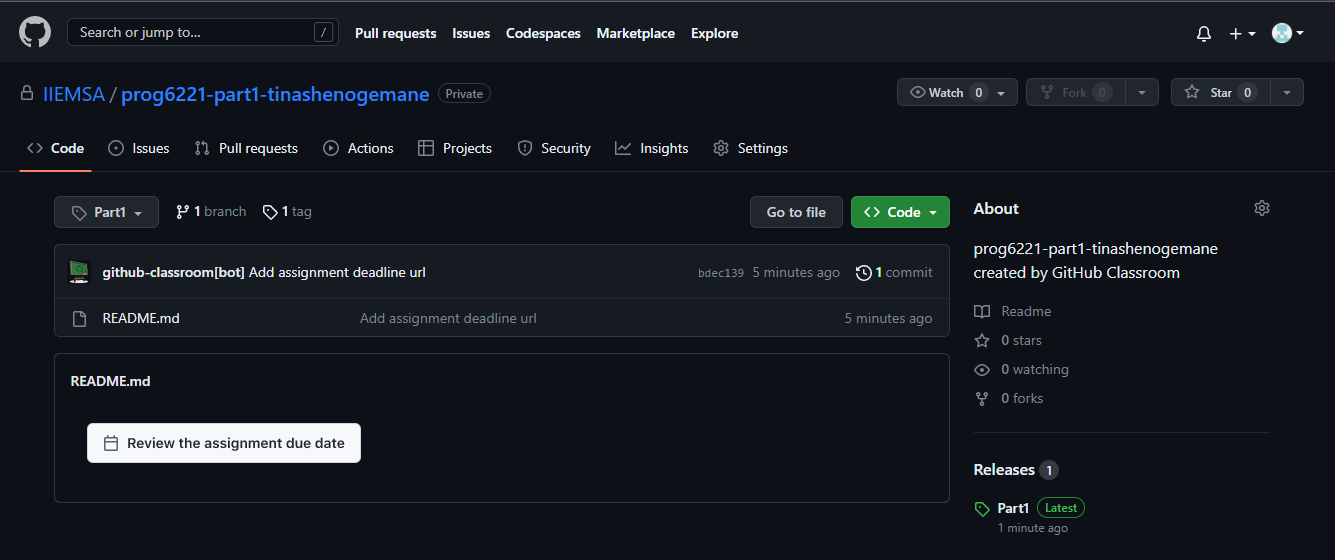 Search or jump to... /
Pull requests Issues Codespaces Marketplace Explore
IIEMSA / prog6221-part1-tinashenogemane Private
Watch 0 Fork 0 Star 0
Code Issues Pull requests Actions Projects Security Insights Settings
Part1 1 branch 1 tag Go to file Code
github-classroom[bot] Add assignment deadline url bdec139 5 minutes ago 1 commit
README.md Add assignment deadline url 5 minutes ago
README.md
Review the assignment due date
About
prog6221-part1-tinashenogemane
created by GitHub Classroom
Readme
0 stars
0 watching
0 forks
Releases 1
Part1 Latest
1 minute ago